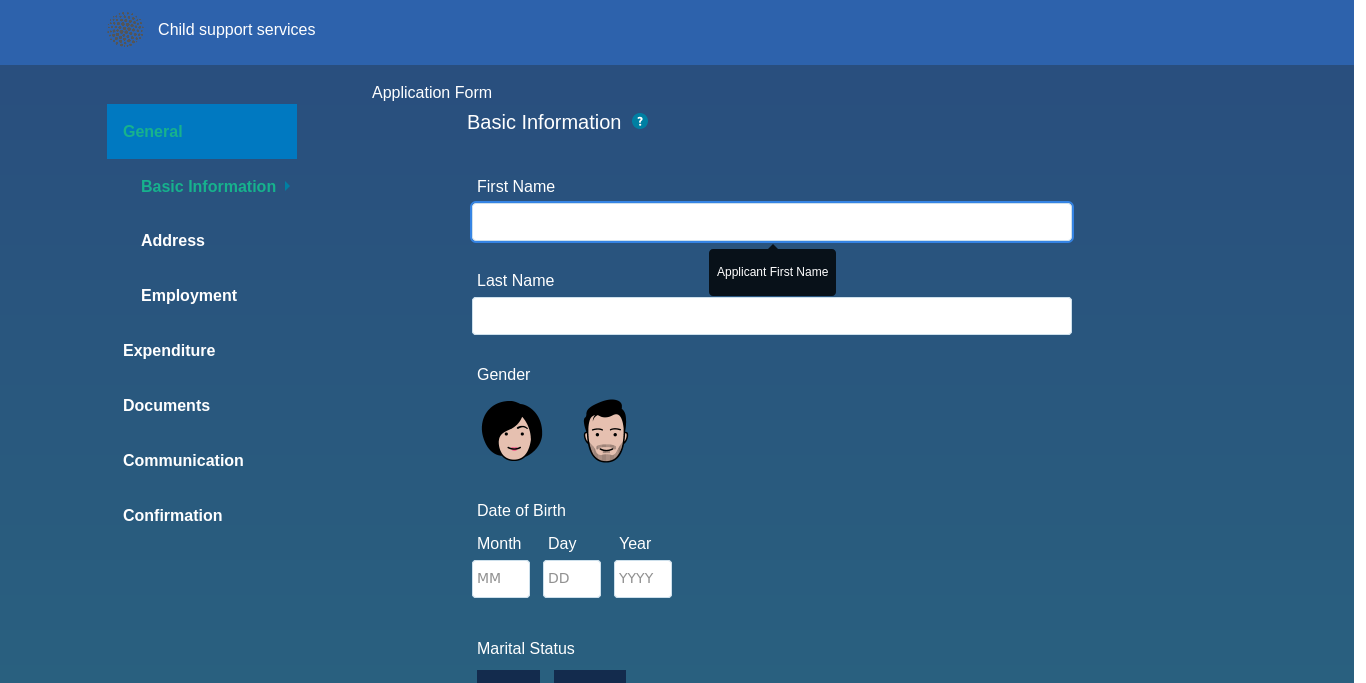 Child support services
General
Basic Information
Address
Employment
Expenditure
Documents
Communication
Confirmation
Application Form
Basic Information ?
First Name
Applicant First Name
Last Name
Gender
Date of Birth
Month Day Year
MM DD YYYY
Marital Status